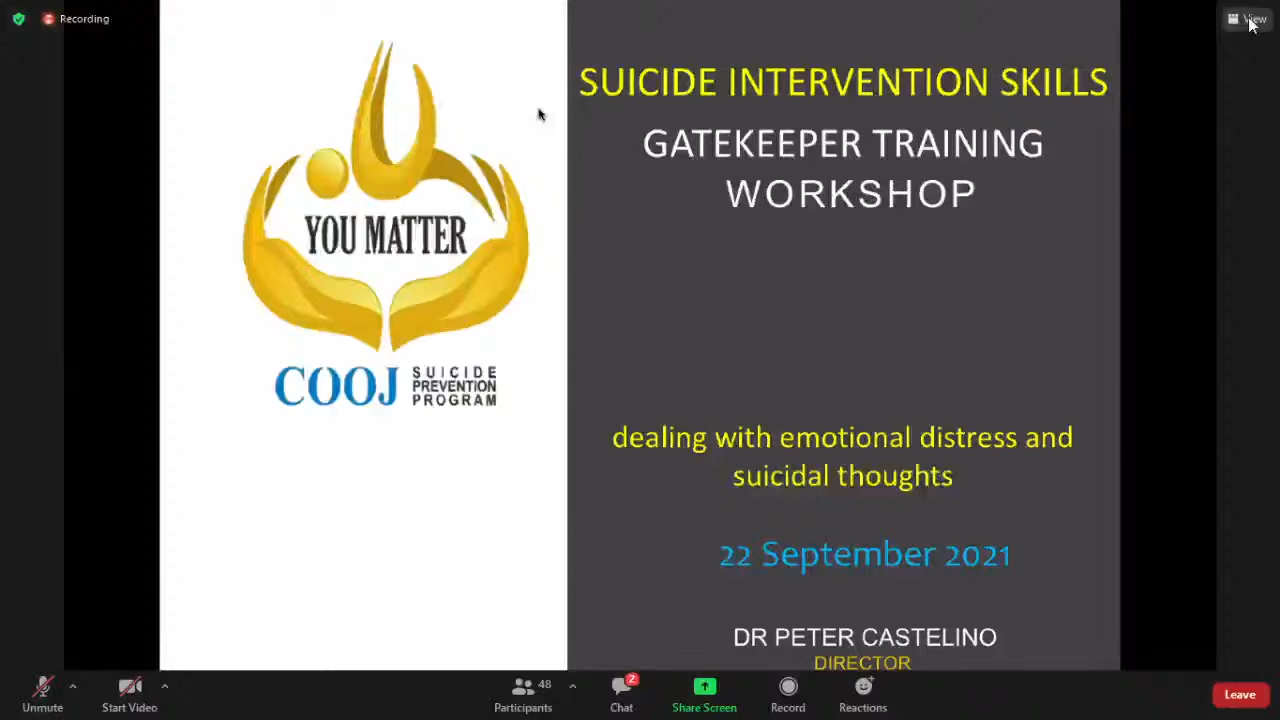 Recording
View
YOU MATTER
COOJ
SUICIDE
PREVENTION
PROGRAM
SUICIDE INTERVENTION SKILLS
GATEKEEPER TRAINING
WORKSHOP
dealing with emotional distress and
suicidal thoughts
22 September 2021
DR PETER CASTELINO
DIRECTOR
Unmute
Start Video
48
Participants
2
Chat
Share Screen
Record
Reactions
Leave